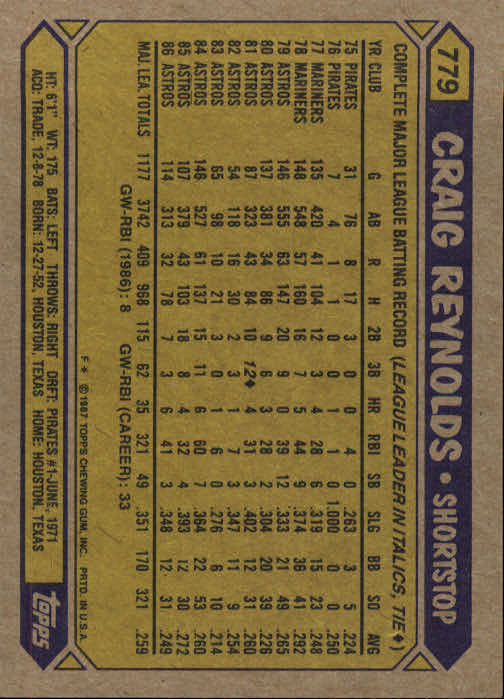 779 CRAIG REYNOLDS • SHORTSTOP
COMPLETE MAJOR LEAGUE BATTING RECORD (LEAGUE LEADER IN ITALICS, TIE♦)
YR CLUB G AB R H 2B 3B HR RBI SB SLG BB SO AVG
75 PIRATES 31 76 8 17 3 0 0 4 0 .263 3 5 .224
76 PIRATES 7 4 1 1 0 0 1 1 0 1.000 0 0 .250
77 MARINERS 135 420 41 104 12 3 4 28 6 .319 15 23 .248
78 MARINERS 148 548 57 160 16 7 5 44 9 .374 36 41 .292
79 ASTROS 146 555 63 147 20 9 0 39 12 .333 21 49 .265
80 ASTROS 137 381 34 86 9 6 3 28 2 .304 20 39 .226
81 ASTROS 87 323 43 84 10 12♦ 4 31 3 .402 12 31 .260
82 ASTROS 54 118 16 30 2 3 1 7 3 .347 11 9 .254
83 ASTROS 65 98 10 21 3 0 1 6 0 .276 6 10 .214
84 ASTROS 146 527 61 137 15 11 6 60 7 .364 22 53 .260
85 ASTROS 107 379 43 103 18 8 4 32 4 .393 12 30 .272
86 ASTROS 114 313 32 78 7 3 6 41 3 .348 12 31 .249
MAJ. LEA. TOTALS 1177 3742 409 968 115 62 35 321 49 .351 170 321 .259
GW-RBI (1986): 8 GW-RBI (CAREER): 33
F* © 1987 TOPPS CHEWING GUM, INC. PRTD. IN U.S.A.
HT: 6'1" WT: 175 BATS: LEFT THROWS: RIGHT DRFT: PIRATES #1-JUNE, 1971
ACQ: TRADE, 12-8-78 BORN: 12-27-52, HOUSTON, TEXAS HOME: HOUSTON, TEXAS
TOPPS